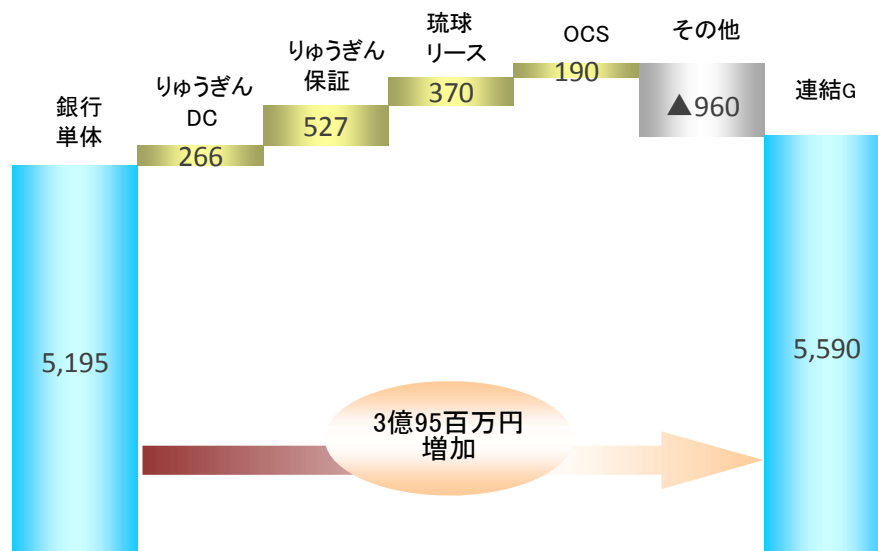 銀行
単体
りゅうぎん
DC
りゅうぎん
保証
琉球
リース
OCS
その他
連結G
5,195
266
527
370
190
▲960
5,590
3億95百万円
増加